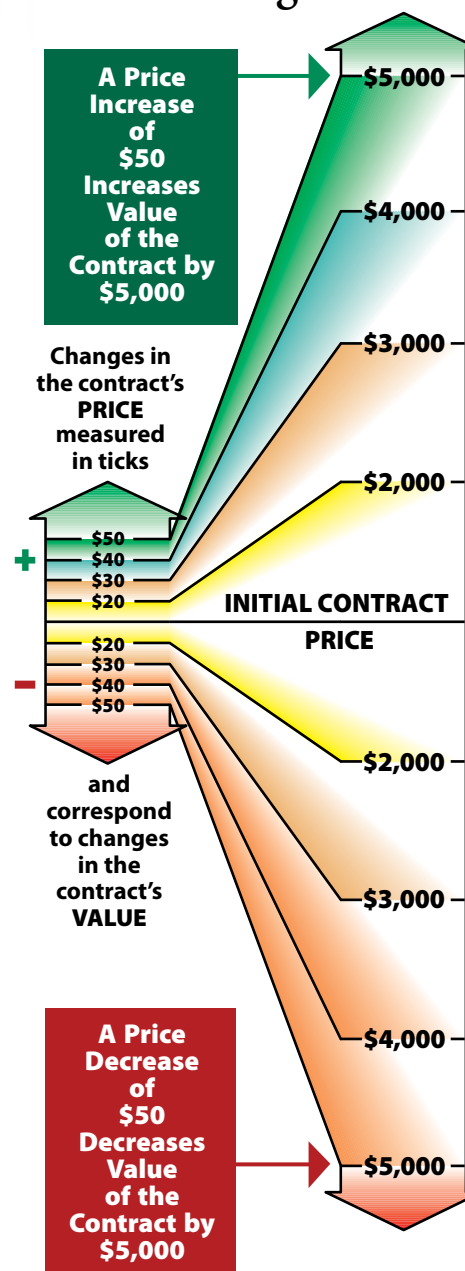 A Price
Increase
of
$50
Increases
Value
of the
Contract by
$5,000
$5,000
$4,000
$3,000
$2,000
Changes in
the contract's
PRICE
measured
in ticks
+
$50
$40
$30
$20
INITIAL CONTRACT
PRICE
$20
$30
$40
$50
–
and
correspond
to changes
in the
contract's
VALUE
$2,000
$3,000
$4,000
$5,000
A Price
Decrease
of
$50
Decreases
Value
of the
Contract by
$5,000